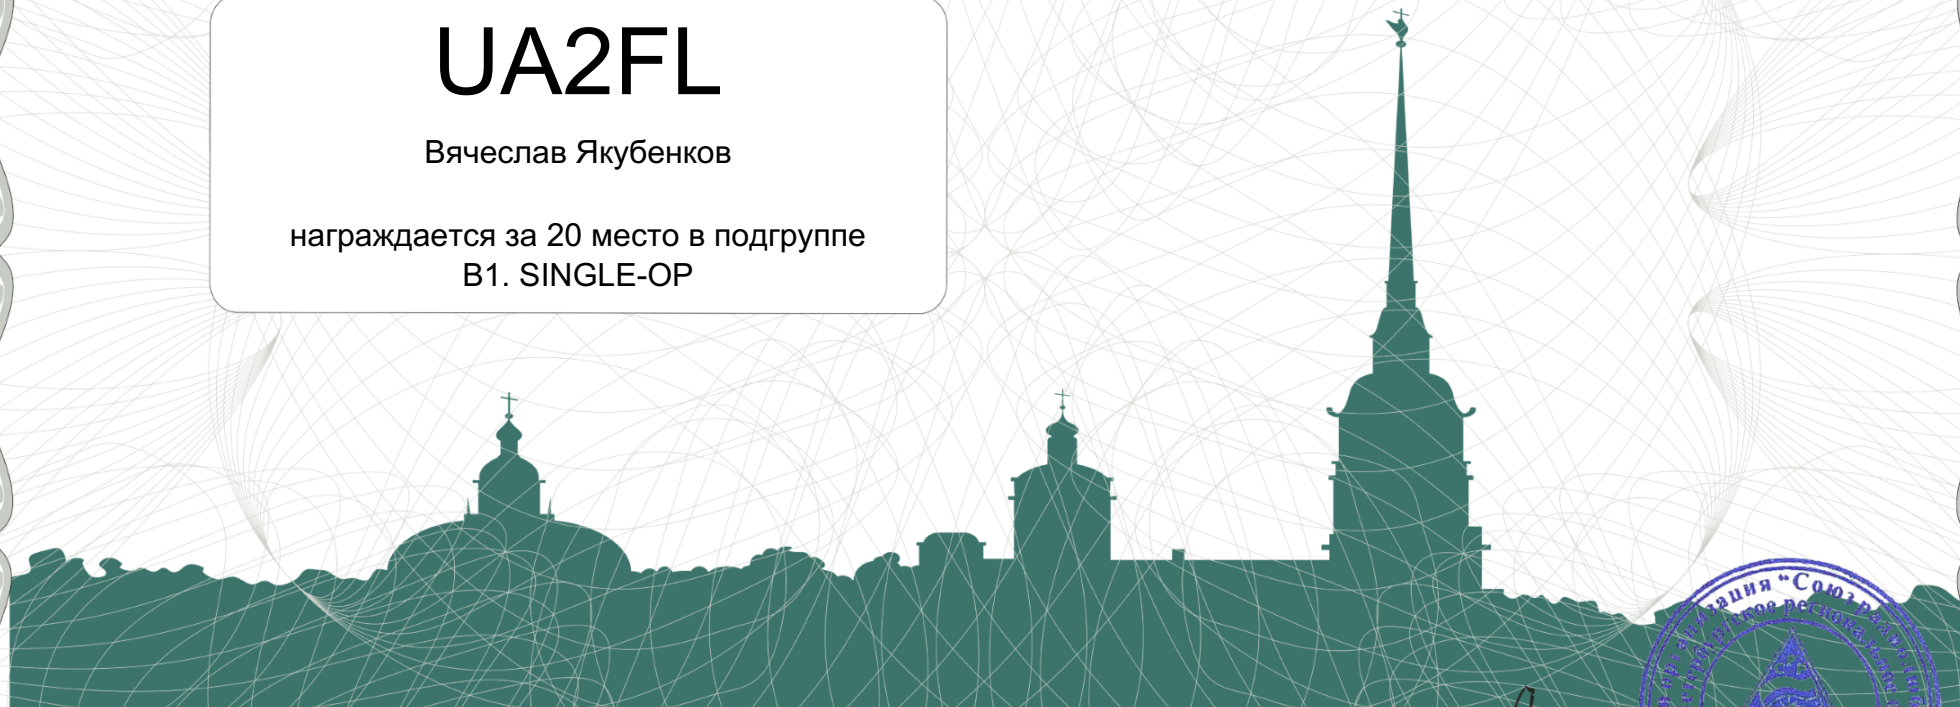 UA2FL
Вячеслав Якубенков
награждается за 20 место в подгруппе
B1. SINGLE-OP